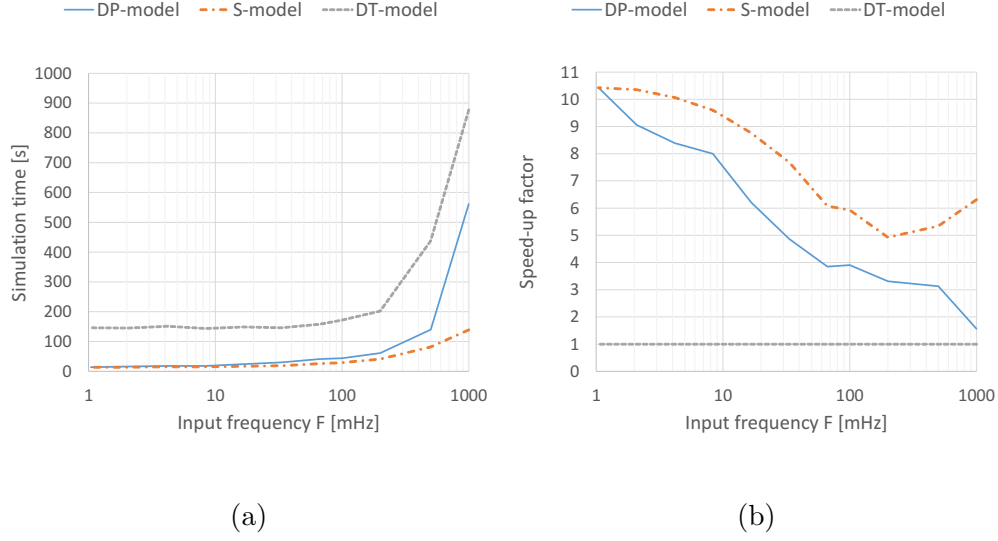 DP-model S-model DT-model
1000
900
800
700
600
500
400
300
200
100
0
Simulation time [s]
1 10 100 1000
Input frequency F [mHz]
(a)
DP-model S-model DT-model
11
10
9
8
7
6
5
4
3
2
1
0
Speed-up factor
1 10 100 1000
Input frequency F [mHz]
(b)